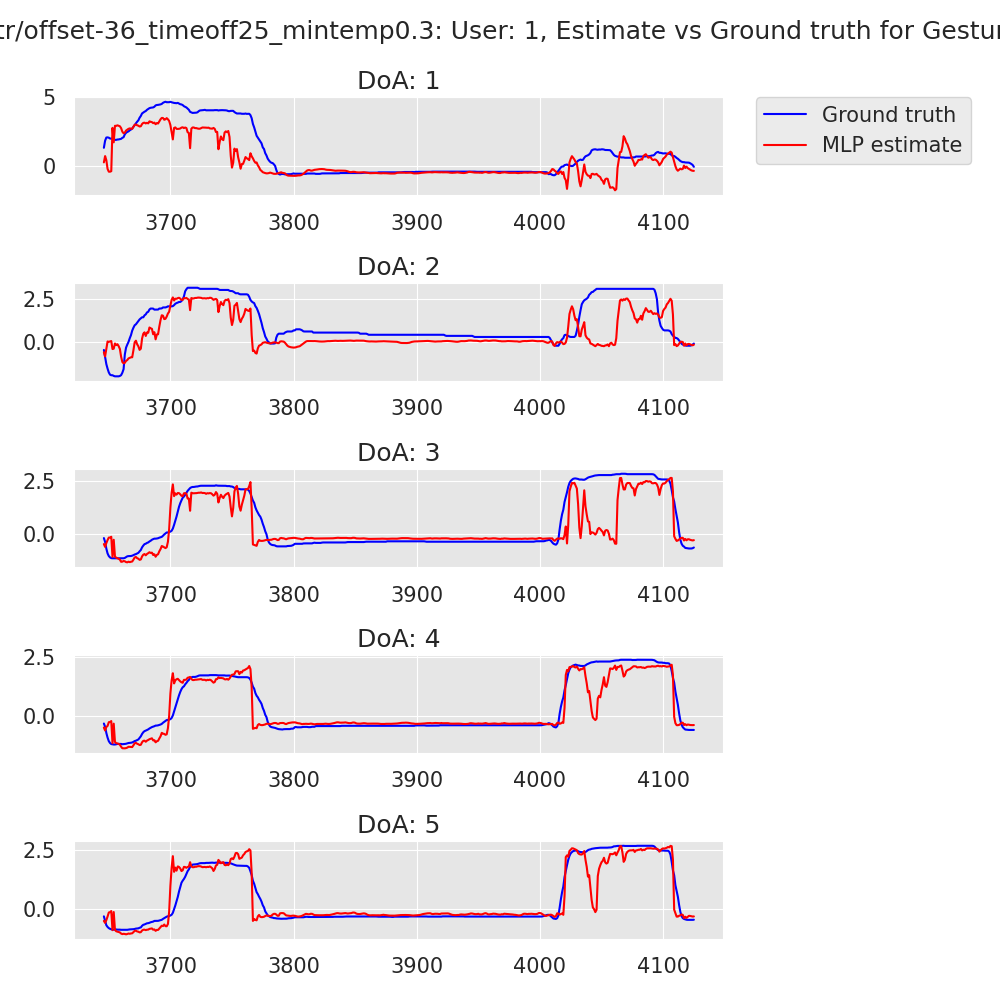 tr/offset-36_timeoff25_mintemp0.3: User: 1, Estimate vs Ground truth for Gestur
DoA: 1
5
0
3700 3800 3900 4000 4100
Ground truth
MLP estimate
DoA: 2
2.5
0.0
3700 3800 3900 4000 4100
DoA: 3
2.5
0.0
3700 3800 3900 4000 4100
DoA: 4
2.5
0.0
3700 3800 3900 4000 4100
DoA: 5
2.5
0.0
3700 3800 3900 4000 4100